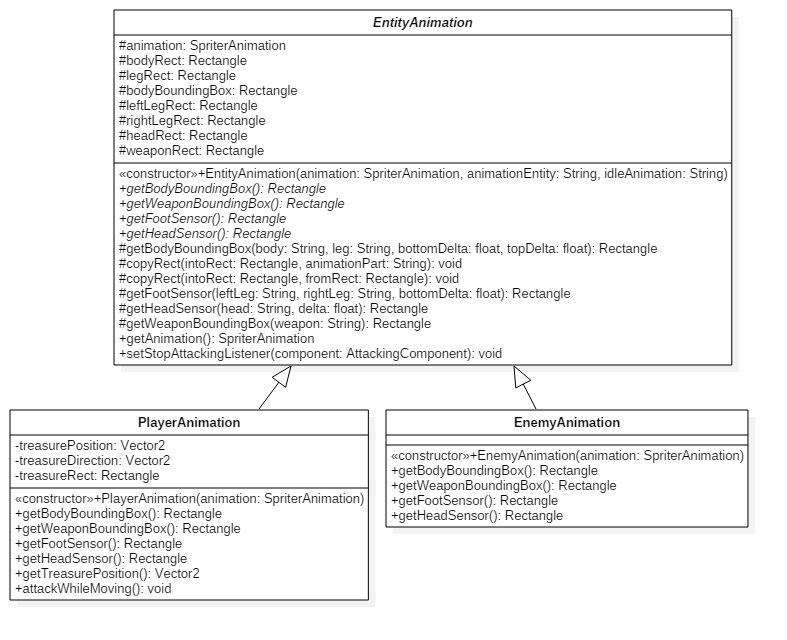 EntityAnimation
#animation: SpriterAnimation
#bodyRect: Rectangle
#legRect: Rectangle
#bodyBoundingBox: Rectangle
#leftLegRect: Rectangle
#rightLegRect: Rectangle
#headRect: Rectangle
#weaponRect: Rectangle
«constructor»+EntityAnimation(animation: SpriterAnimation, animationEntity: String, idleAnimation: String)
+getBodyBoundingBox(): Rectangle
+getWeaponBoundingBox(): Rectangle
+getFootSensor(): Rectangle
+getHeadSensor(): Rectangle
#getBodyBoundingBox(body: String, leg: String, bottomDelta: float, topDelta: float): Rectangle
#copyRect(intoRect: Rectangle, animationPart: String): void
#copyRect(intoRect: Rectangle, fromRect: Rectangle): void
#getFootSensor(leftLeg: String, rightLeg: String, bottomDelta: float): Rectangle
#getHeadSensor(head: String, delta: float): Rectangle
#getWeaponBoundingBox(weapon: String): Rectangle
+getAnimation(): SpriterAnimation
+setStopAttackingListener(component: AttackingComponent): void
PlayerAnimation
-treasurePosition: Vector2
-treasureDirection: Vector2
-treasureRect: Rectangle
«constructor»+PlayerAnimation(animation: SpriterAnimation)
+getBodyBoundingBox(): Rectangle
+getWeaponBoundingBox(): Rectangle
+getFootSensor(): Rectangle
+getHeadSensor(): Rectangle
+getTreasurePosition(): Vector2
+attackWhileMoving(): void
EnemyAnimation
«constructor»+EnemyAnimation(animation: SpriterAnimation)
+getBodyBoundingBox(): Rectangle
+getWeaponBoundingBox(): Rectangle
+getFootSensor(): Rectangle
+getHeadSensor(): Rectangle